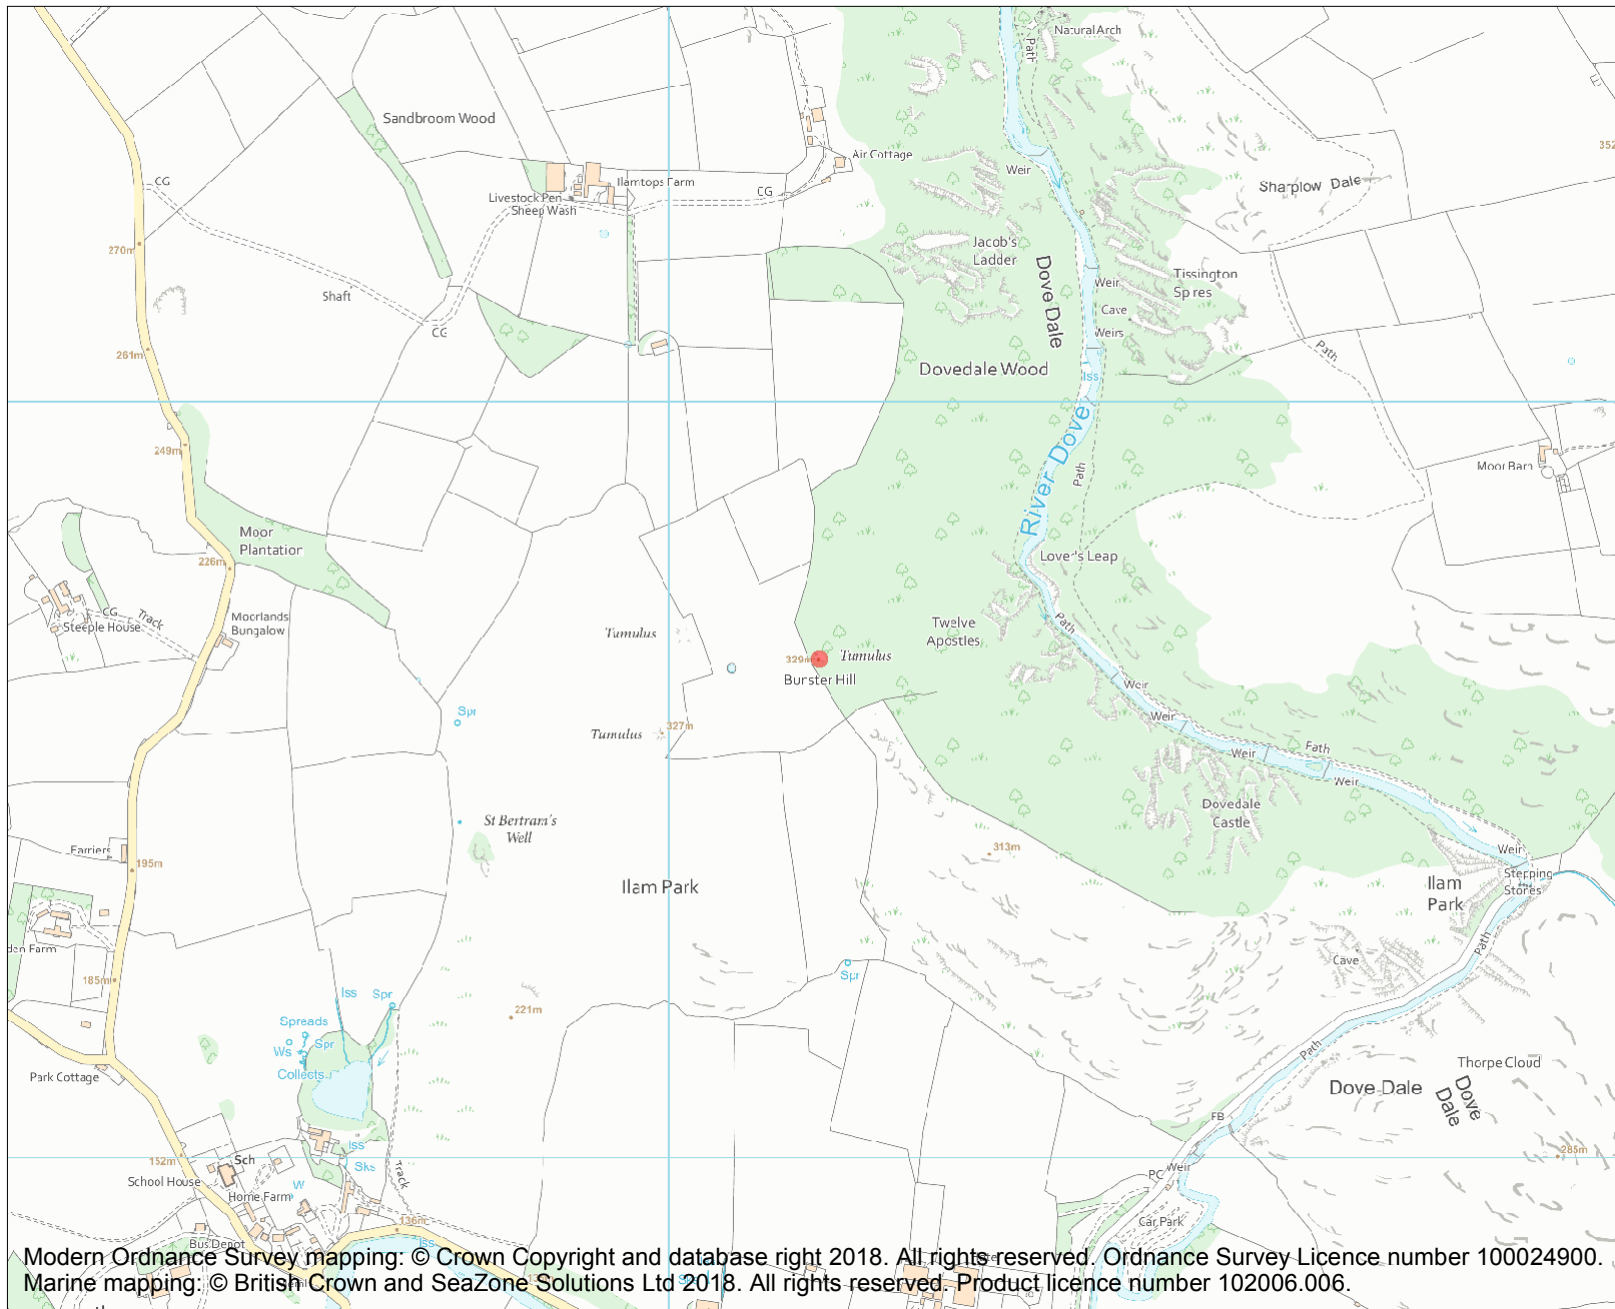 Natural Arch
Path
Sandbroom Wood
352
Air Cottage
Weir
Ilamtops Farm
CG
CG
Sharplow Dale
Livestock Pen
Sheep Wash
270m
Jacob's
Ladder
Dove Dale
Tissington
Spires
Weir
Shaft
Cave
CG
Weirs
261m
Path
Dovedale Wood
Iss
River Dove
249m
Moor Barn
Path
Moor
Plantation
Lover's Leap
226m
CG
Track
Steeple House
Moorlands
Bungalow
Path
Twelve
Apostles
Tumulus
329m
Tumulus
Bunster Hill
Weir
Spr
Weir
327m
Tumulus
Path
Weir
Weir
Dovedale
Castle
St Bertram's
Well
Farriers
195m
313m
Weir
Stepping
Stones
Ilam Park
Ilam
Park
den Farm
Path
Cave
Spr
185m
Iss
Spr
221m
Spreads
Spr
Ws
Collects
Path
Park Cottage
Thorpe Cloud
Dove Dale
Dove
Dale
FB
Iss
285m
152m
Sch
Sks
Track
PC
Weir
School House
W
Home Farm
136m
Car Park
Bus Depot
Iss
Modern Ordnance Survey mapping: © Crown Copyright and database right 2018. All rights reserved. Ordnance Survey Licence number 100024900.
Marine mapping: © British Crown and SeaZone Solutions Ltd 2018. All rights reserved. Product licence number 102006.006.